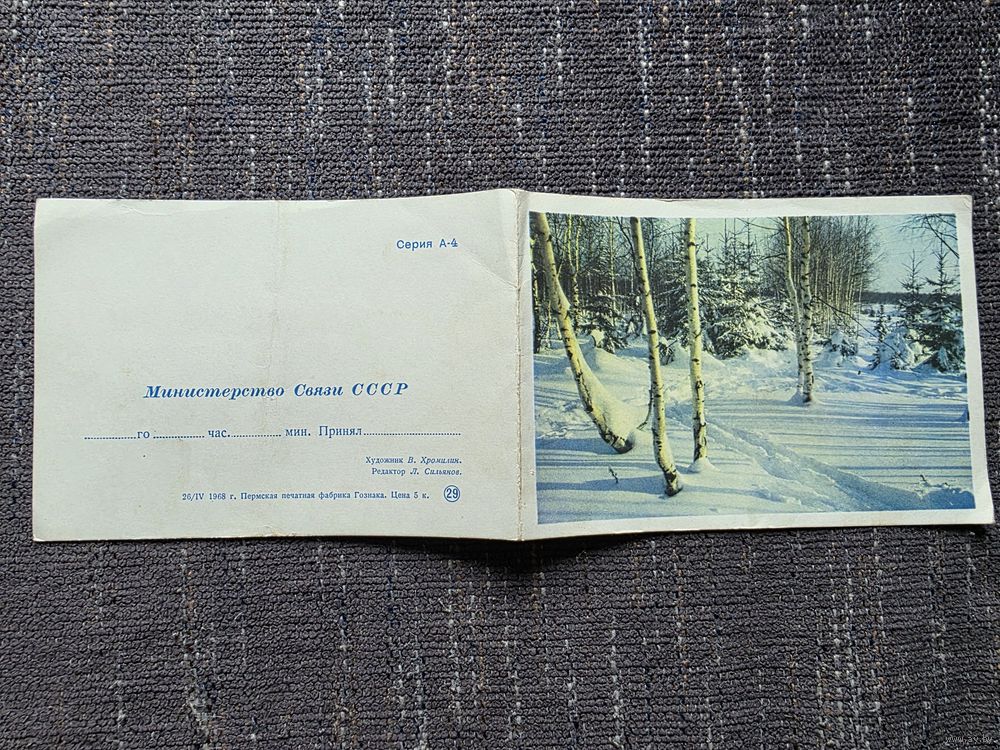 Серия А-4
Министерство Связи СССР
................го ................ час................ мин. Принял..............................
Художник В. Хромилин.
Редактор Л. Сильянов.
26/IV 1968 г. Пермская печатная фабрика Гознака. Цена 5 к. 29